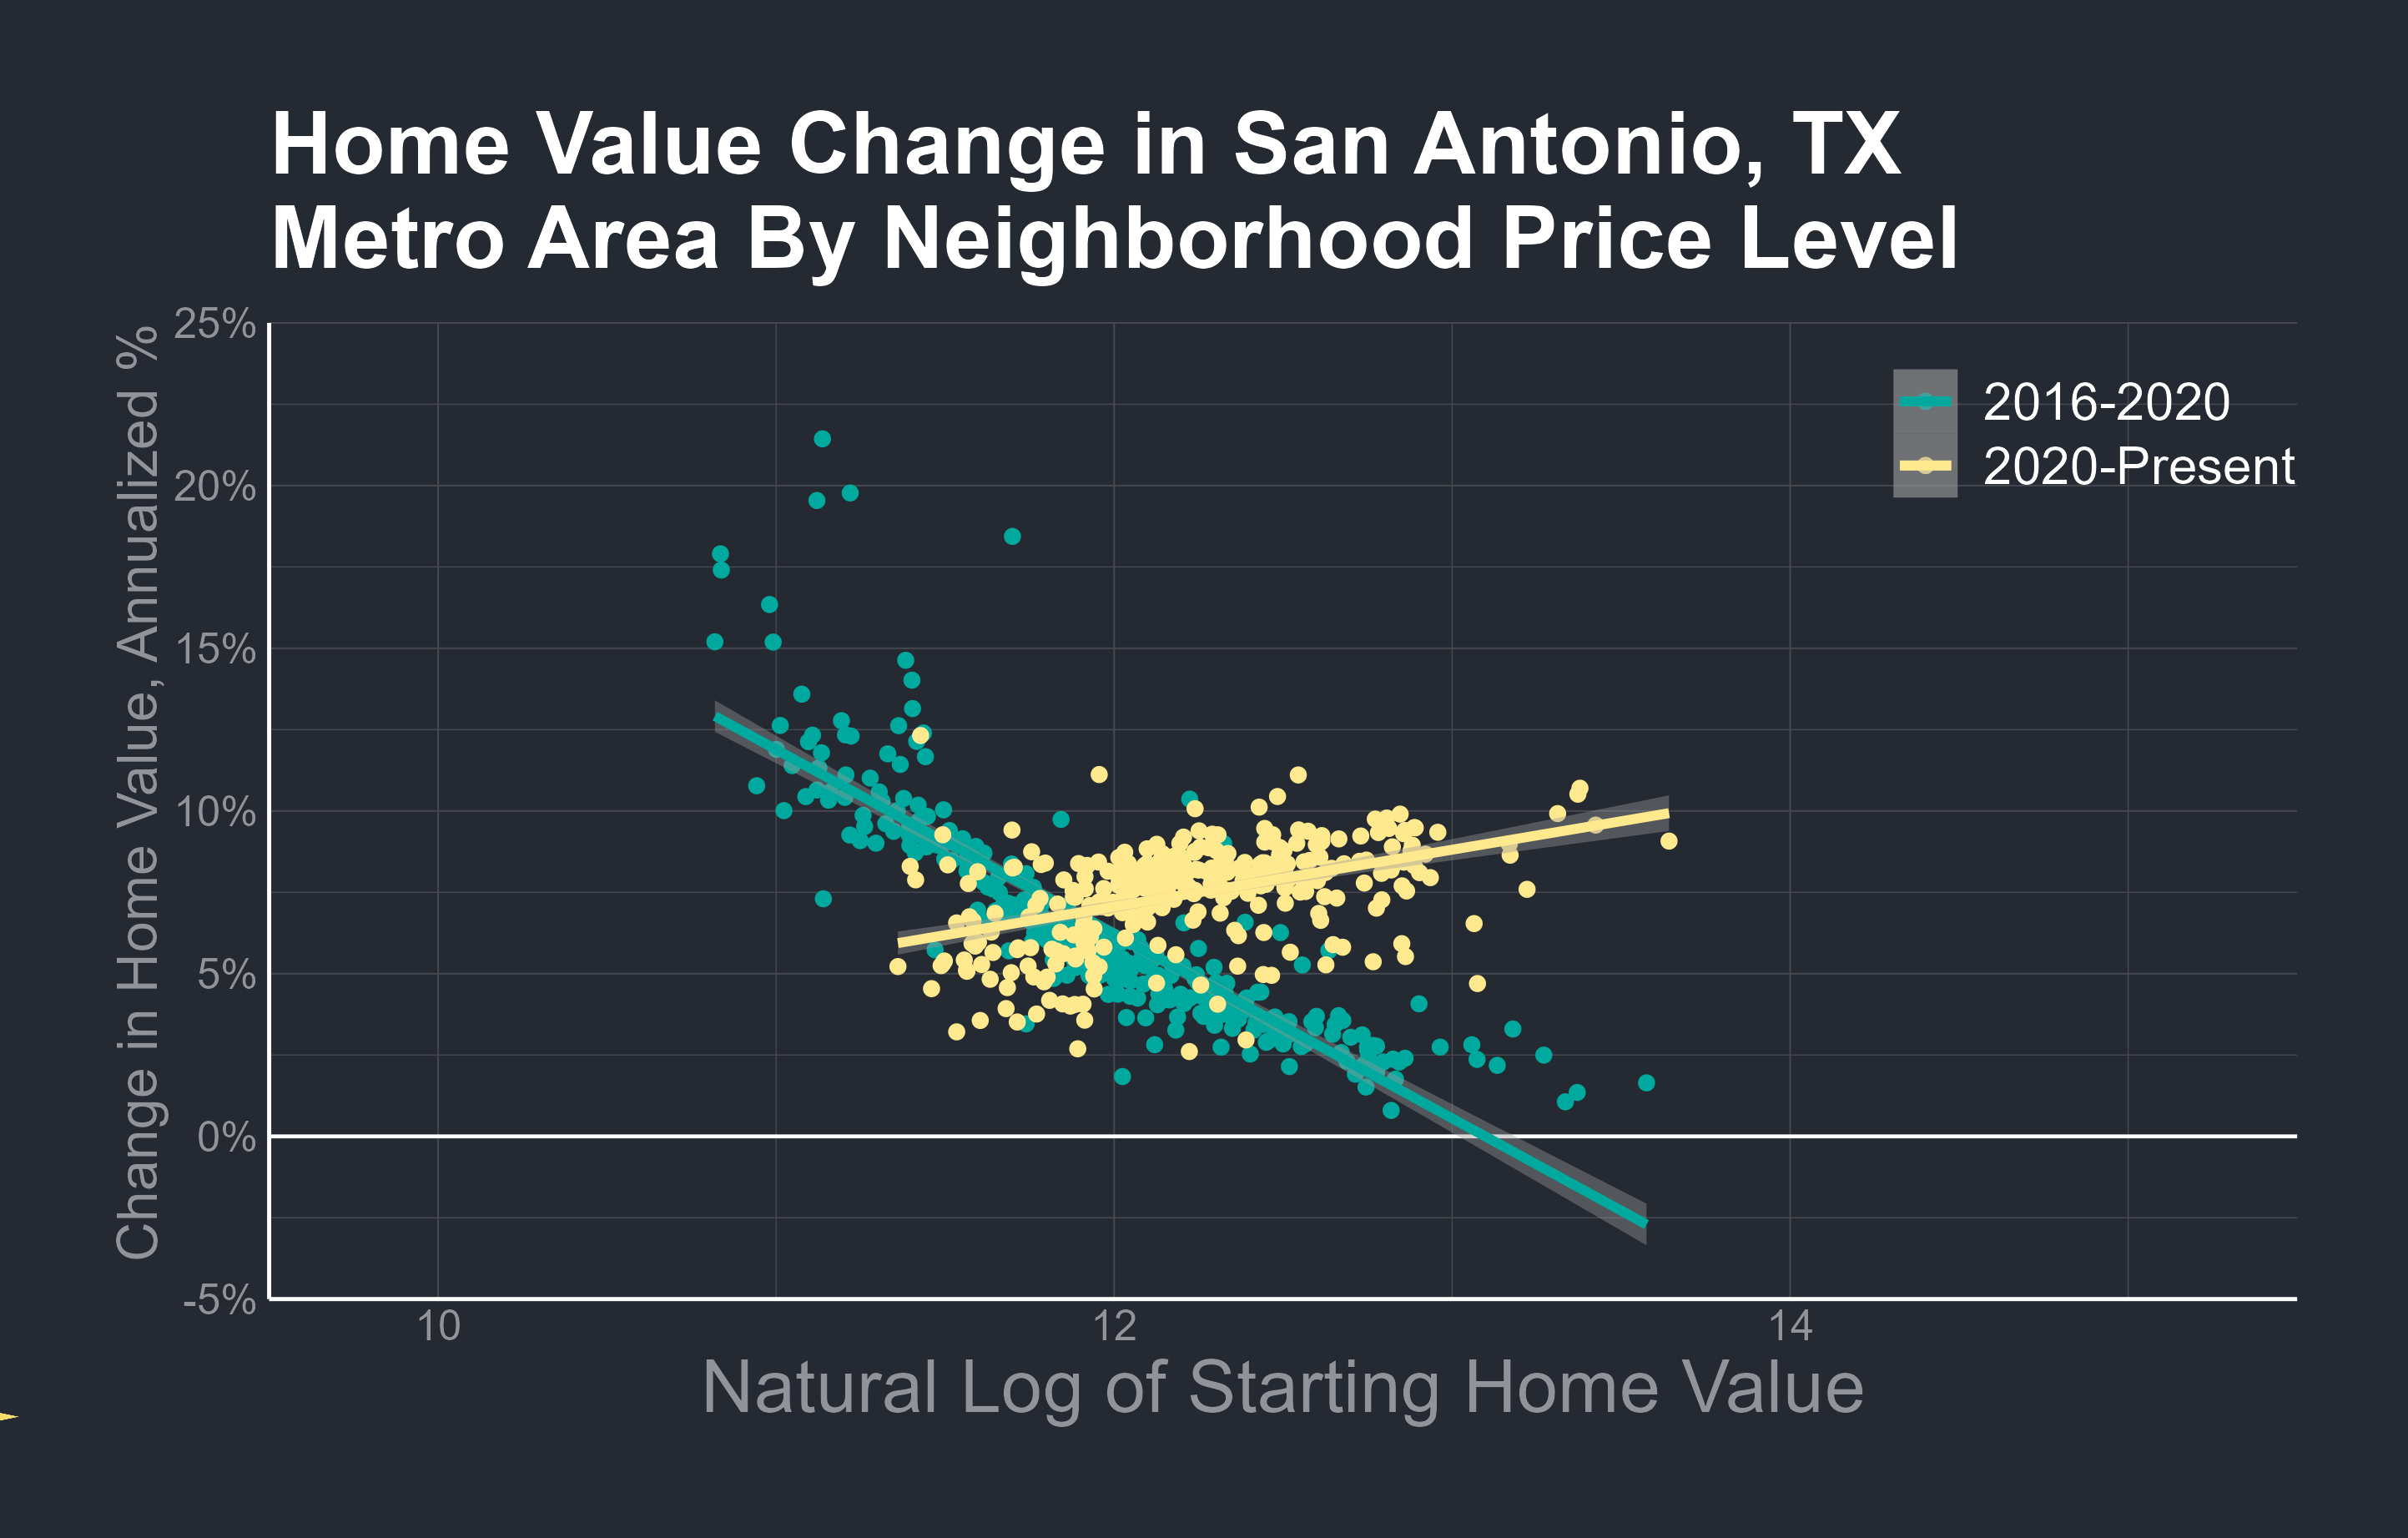 Home Value Change in San Antonio, TX
Metro Area By Neighborhood Price Level
Change in Home Value, Annualized %
25%
20%
15%
10%
5%
0%
-5%
2016-2020
2020-Present
10
12
14
Natural Log of Starting Home Value